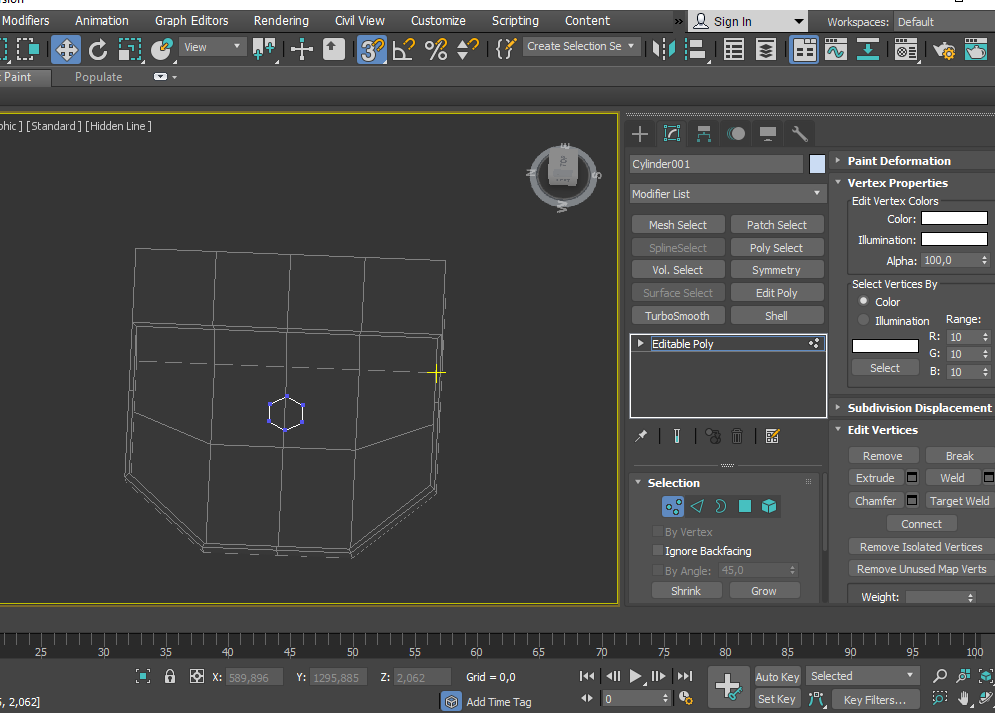 Modifiers Animation Graph Editors Rendering Civil View Customize Scripting Content » Sign In Workspaces: Default
View 3 Create Selection Se
Paint Populate
phic ] [Standard ] [Hidden Line ]
E
N S
W
TOP
Cylinder001
Modifier List
Mesh Select Patch Select
SplineSelect Poly Select
Vol. Select Symmetry
Surface Select Edit Poly
TurboSmooth Shell
Editable Poly
Selection
By Vertex
Ignore Backfacing
By Angle: 45,0
Shrink Grow
Paint Deformation
Vertex Properties
Edit Vertex Colors
Color:
Illumination:
Alpha: 100,0
Select Vertices By
Color
Illumination Range:
R: 10
G: 10
Select B: 10
Subdivision Displacement
Edit Vertices
Remove Break
Extrude Weld
Chamfer Target Weld
Connect
Remove Isolated Vertices
Remove Unused Map Verts
Weight:
25 30 35 40 45 50 55 60 65 70 75 80 85 90 95 100
X: 589,896 Y: 1295,885 Z: 2,062 Grid = 0,0 Auto Key Selected
5, 2,062] Add Time Tag 0 Set Key Key Filters...